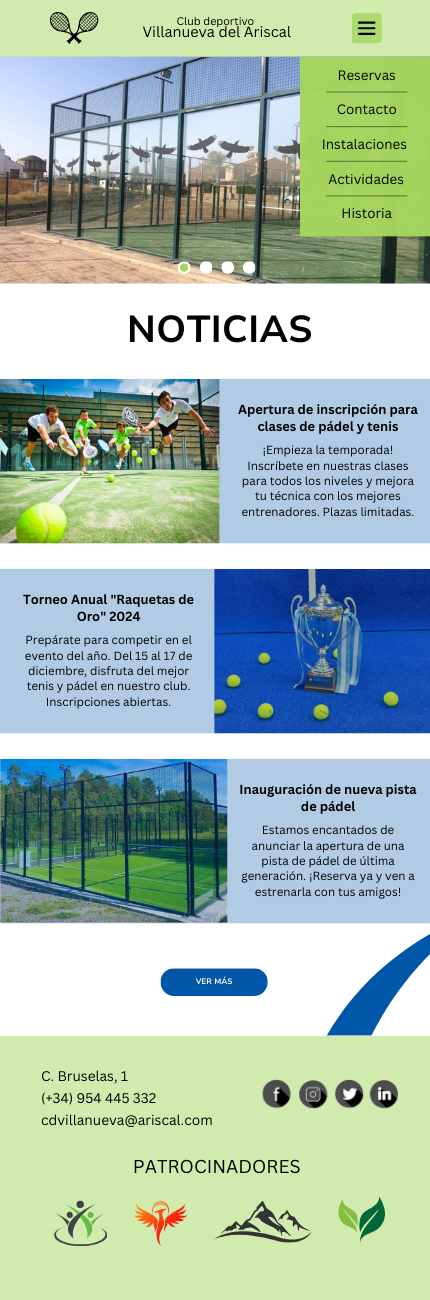 Club deportivo
Villanueva del Ariscal
Reservas
Contacto
Instalaciones
Actividades
Historia
NOTICIAS
Apertura de inscripción para
clases de pádel y tenis
¡Empieza la temporada!
Inscríbete en nuestras clases
para todos los niveles y mejora
tu técnica con los mejores
entrenadores. Plazas limitadas.
Torneo Anual "Raquetas de
Oro" 2024
Prepárate para competir en el
evento del año. Del 15 al 17 de
diciembre, disfruta del mejor
tenis y pádel en nuestro club.
Inscripciones abiertas.
Inauguración de nueva pista
de pádel
Estamos encantados de
anunciar la apertura de una
pista de pádel de última
generación. ¡Reserva ya y ven a
estrenarla con tus amigos!
VER MÁS
C. Bruselas, 1
(+34) 954 445 332
cdvillanueva@ariscal.com
PATROCINADORES